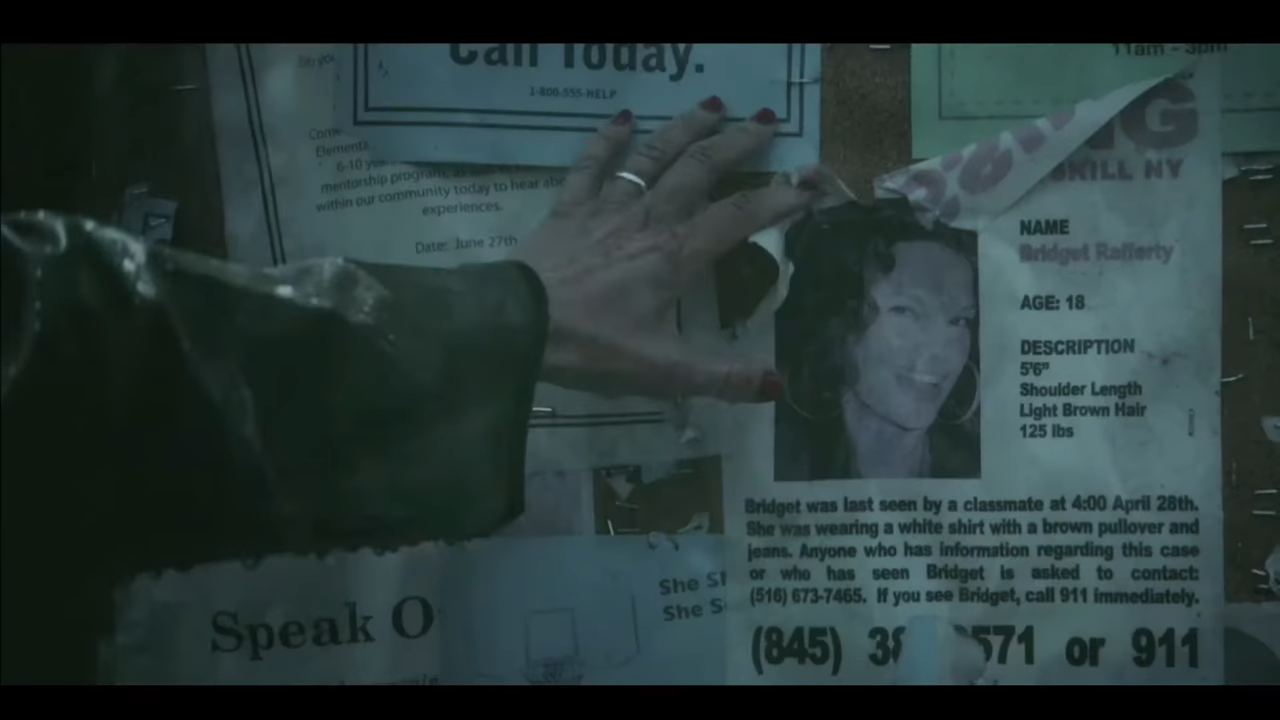 Call Today.
1-800-555-HELP
Come
Elementa
6-10 yea
mentorship program, as
within our community today to hear abo
experiences.
Date: June 27th
11am - 3pm
NG
SKILL NY
NAME
Bridget Rafferty
AGE: 18
DESCRIPTION
5'6"
Shoulder Length
Light Brown Hair
125 lbs
Bridget was last seen by a classmate at 4:00 April 28th.
She was wearing a white shirt with a brown pullover and
jeans. Anyone who has information regarding this case
or who has seen Bridget is asked to contact:
(516) 673-7465. If you see Bridget, call 911 immediately.
(845) 38 571 or 911
Speak O
She S
She S